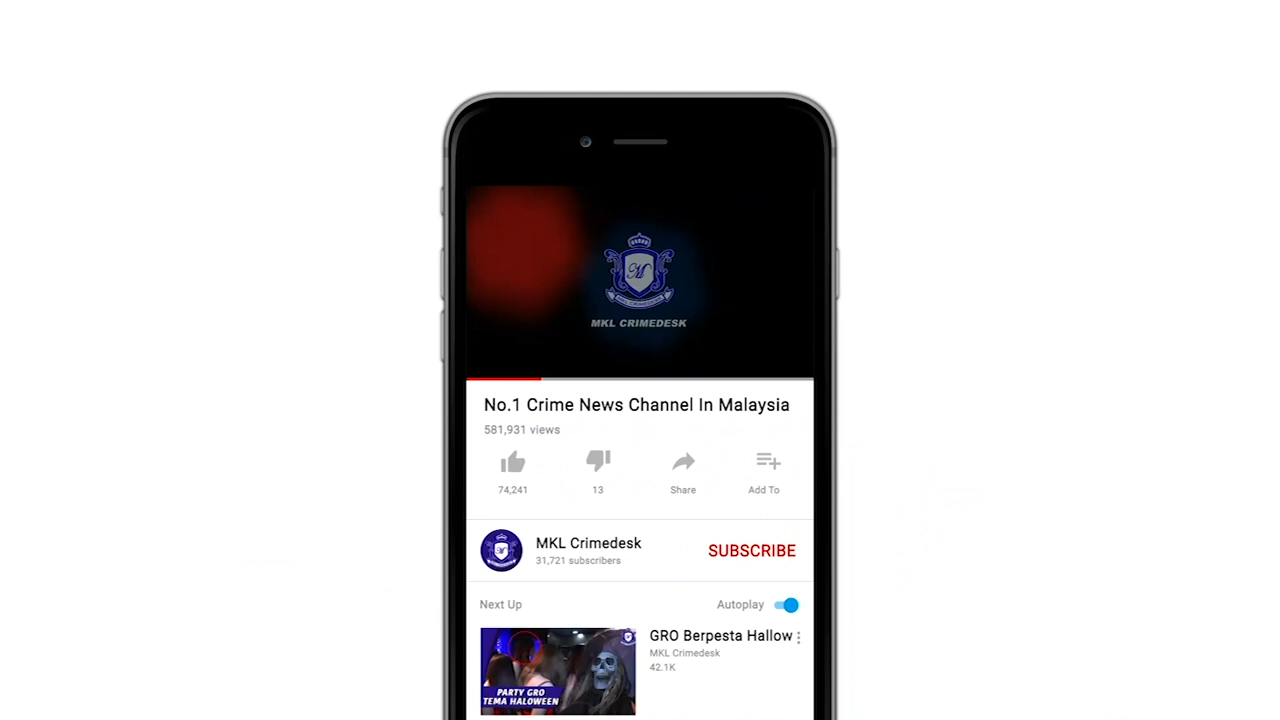 MKL CRIMEDESK
No.1 Crime News Channel In Malaysia
581,931 views
74,241
13
Share
Add To
MKL Crimedesk
31,721 subscribers
SUBSCRIBE
Next Up
Autoplay
GRO Berpesta Hallow
MKL Crimedesk
42.1K
PARTY GRO
TEMA HALOWEEN